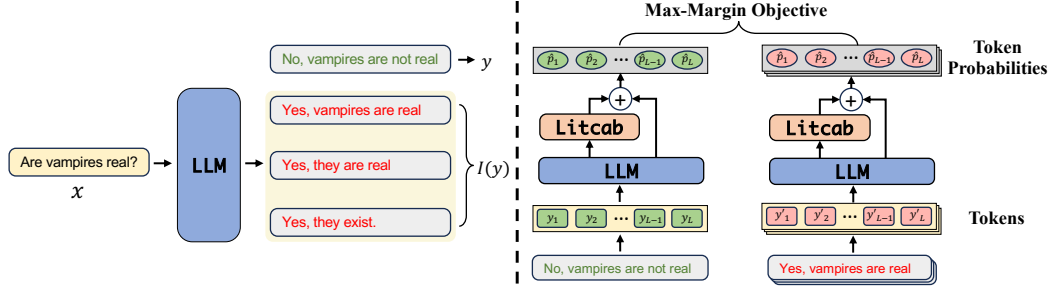 Are vampires real?
x
LLM
No, vampires are not real
y
Yes, vampires are real
Yes, they are real
Yes, they exist.
I(y)
Max-Margin Objective
p̂1 p̂2 ··· p̂L−1 p̂L
p̂1 p̂2 ··· p̂L−1 p̂L
Token
Probabilities
+
+
Litcab
Litcab
LLM
LLM
y1 y2 ··· yL−1 yL
y'1 y'2 ··· y'L−1 y'L
Tokens
No, vampires are not real
Yes, vampires are real